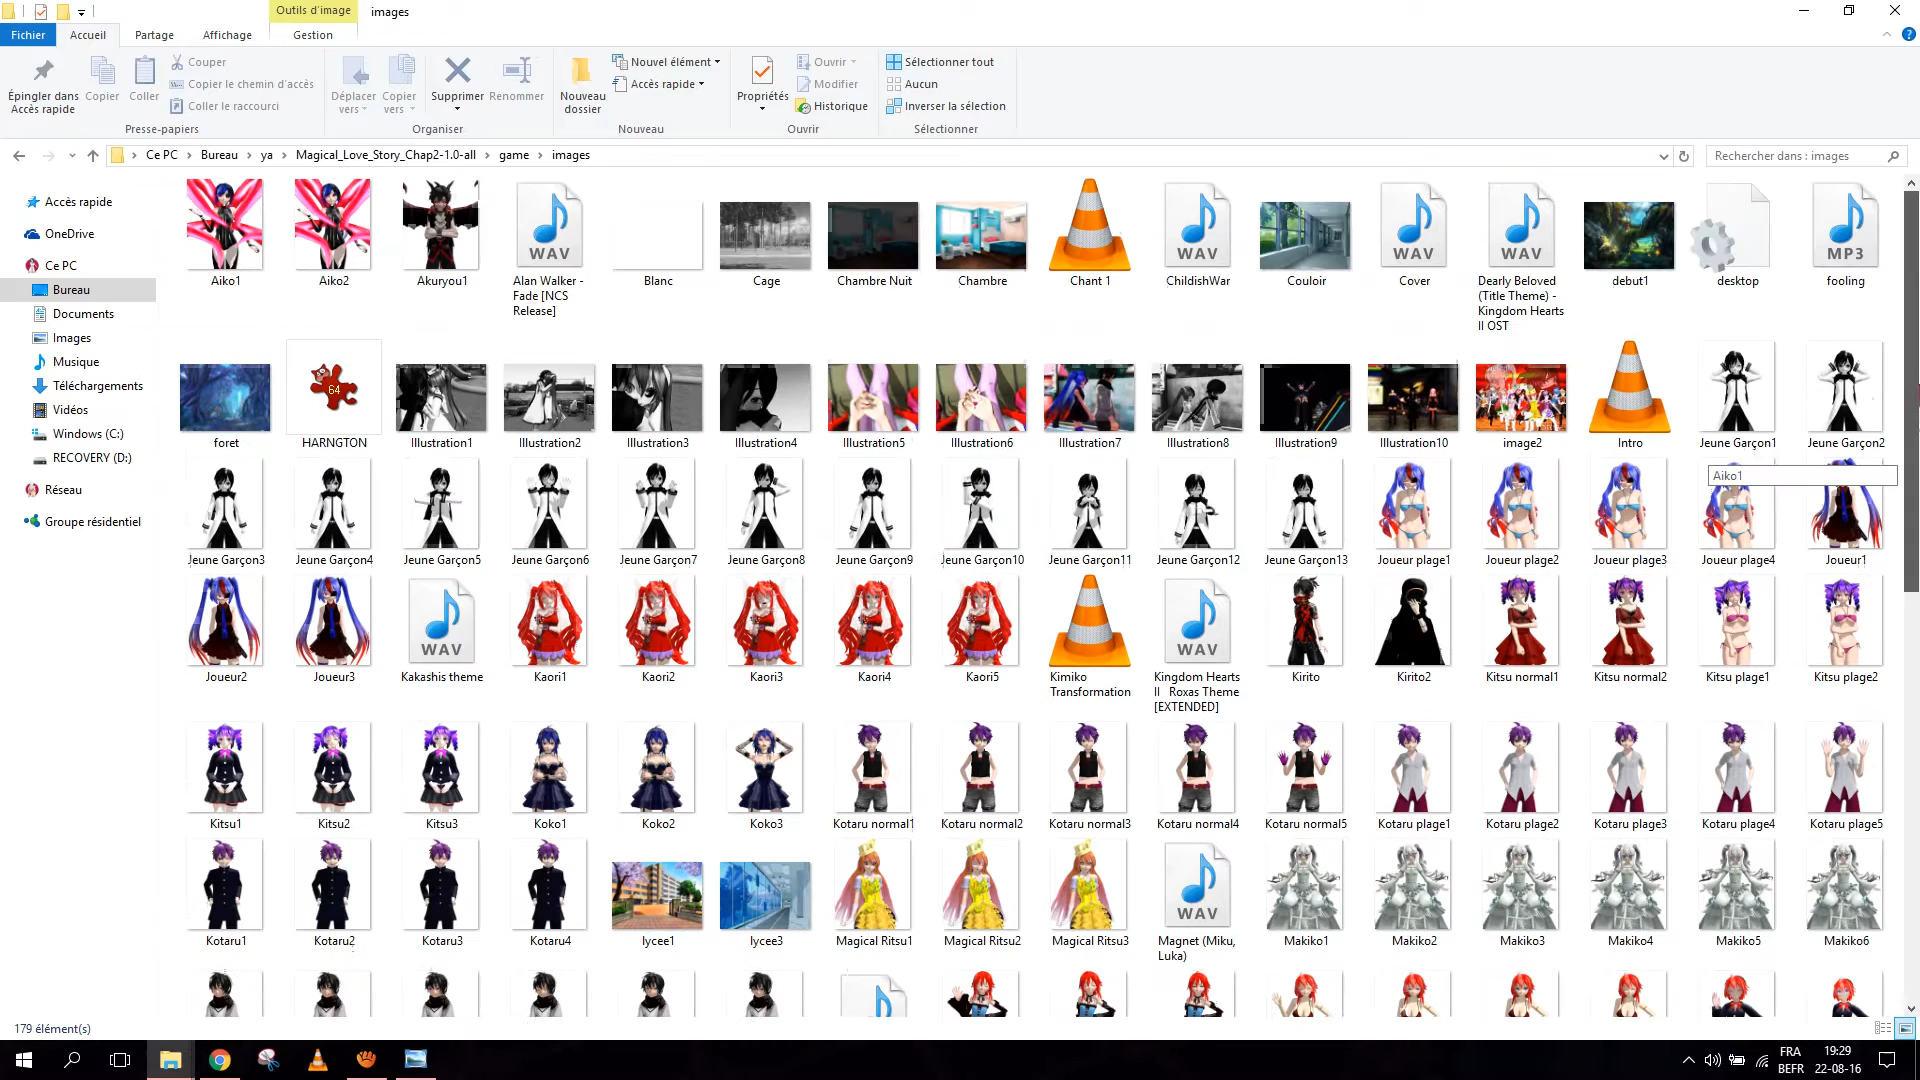 Outils d'image
images
Fichier
Accueil
Partage
Affichage
Gestion
Épingler dans
Accès rapide
Copier
Coller
Couper
Copier le chemin d'accès
Coller le raccourci
Presse-papiers
Déplacer
vers
Copier
vers
Supprimer
Renommer
Organiser
Nouveau
dossier
Nouvel élément
Accès rapide
Nouveau
Propriétés
Ouvrir
Modifier
Historique
Ouvrir
Sélectionner tout
Aucun
Inverser la sélection
Sélectionner
Ce PC
Bureau
ya
Magical_Love_Story_Chap2-1.0-all
game
images
Rechercher dans : images
Accès rapide
OneDrive
Ce PC
Bureau
Documents
Images
Musique
Téléchargements
Vidéos
Windows (C:)
RECOVERY (D:)
Réseau
Groupe résidentiel
WAV
WAV
WAV
WAV
MP3
Aiko1
Aiko2
Akuryou1
Alan Walker -
Fade [NCS
Release]
Blanc
Cage
Chambre Nuit
Chambre
Chant 1
ChildishWar
Couloir
Cover
Dearly Beloved
(Title Theme) -
Kingdom Hearts
II OST
debut1
desktop
fooling
64
foret
HARNGTON
Illustration1
Illustration2
Illustration3
Illustration4
Illustration5
Illustration6
Illustration7
Illustration8
Illustration9
Illustration10
image2
Intro
Jeune Garçon1
Jeune Garçon2
Aiko1
Jeune Garçon3
Jeune Garçon4
Jeune Garçon5
Jeune Garçon6
Jeune Garçon7
Jeune Garçon8
Jeune Garçon9
Jeune Garçon10
Jeune Garçon11
Jeune Garçon12
Jeune Garçon13
Joueur plage1
Joueur plage2
Joueur plage3
Joueur plage4
Joueur1
WAV
WAV
Joueur2
Joueur3
Kakashis theme
Kaori1
Kaori2
Kaori3
Kaori4
Kaori5
Kimiko
Transformation
Kingdom Hearts
II Roxas Theme
[EXTENDED]
Kirito
Kirito2
Kitsu normal1
Kitsu normal2
Kitsu plage1
Kitsu plage2
Kitsu1
Kitsu2
Kitsu3
Koko1
Koko2
Koko3
Kotaru normal1
Kotaru normal2
Kotaru normal3
Kotaru normal4
Kotaru normal5
Kotaru plage1
Kotaru plage2
Kotaru plage3
Kotaru plage4
Kotaru plage5
WAV
Kotaru1
Kotaru2
Kotaru3
Kotaru4
lycee1
lycee3
Magical Ritsu1
Magical Ritsu2
Magical Ritsu3
Magnet (Miku,
Luka)
Makiko1
Makiko2
Makiko3
Makiko4
Makiko5
Makiko6
179 élément(s)
FRA
BEFR
19:29
22-08-16